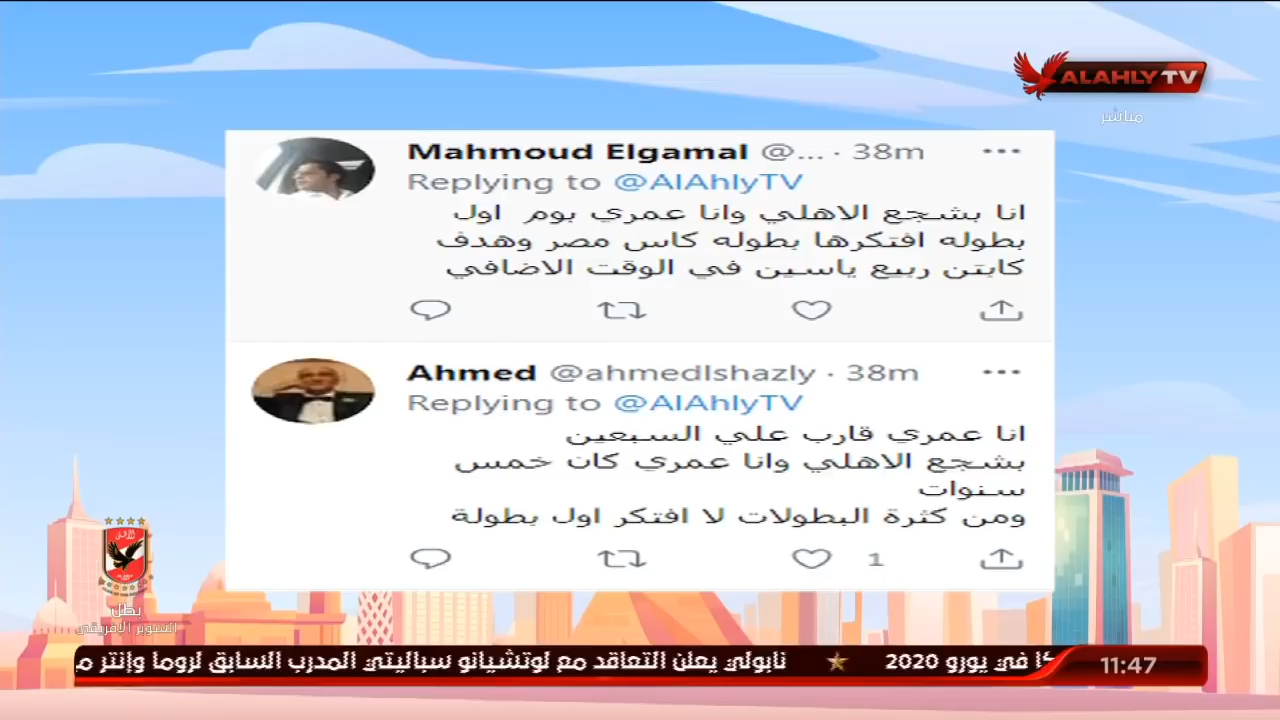 ALAHLY TV
مباشر
Mahmoud Elgamal @... · 38m
Replying to @AlAhlyTV
انا بشجع الاهلي وانا عمري يوم اول
بطوله افتكرها بطوله كاس مصر وهدف
كابتن ربيع ياسين في الوقت الاضافي
Ahmed @ahmedlshazly · 38m
Replying to @AlAhlyTV
انا عمري قارب علي السبعين
بشجع الاهلي وانا عمري كان خمس
سنوات
ومن كثرة البطولات لا افتكر اول بطولة
1
بطل
السوبر الأفريقي
كا في يورو 2020 ★ نابولي يعلن التعاقد مع لوتشيانو سباليتي المدرب السابق لروما وإنتر م
11:47